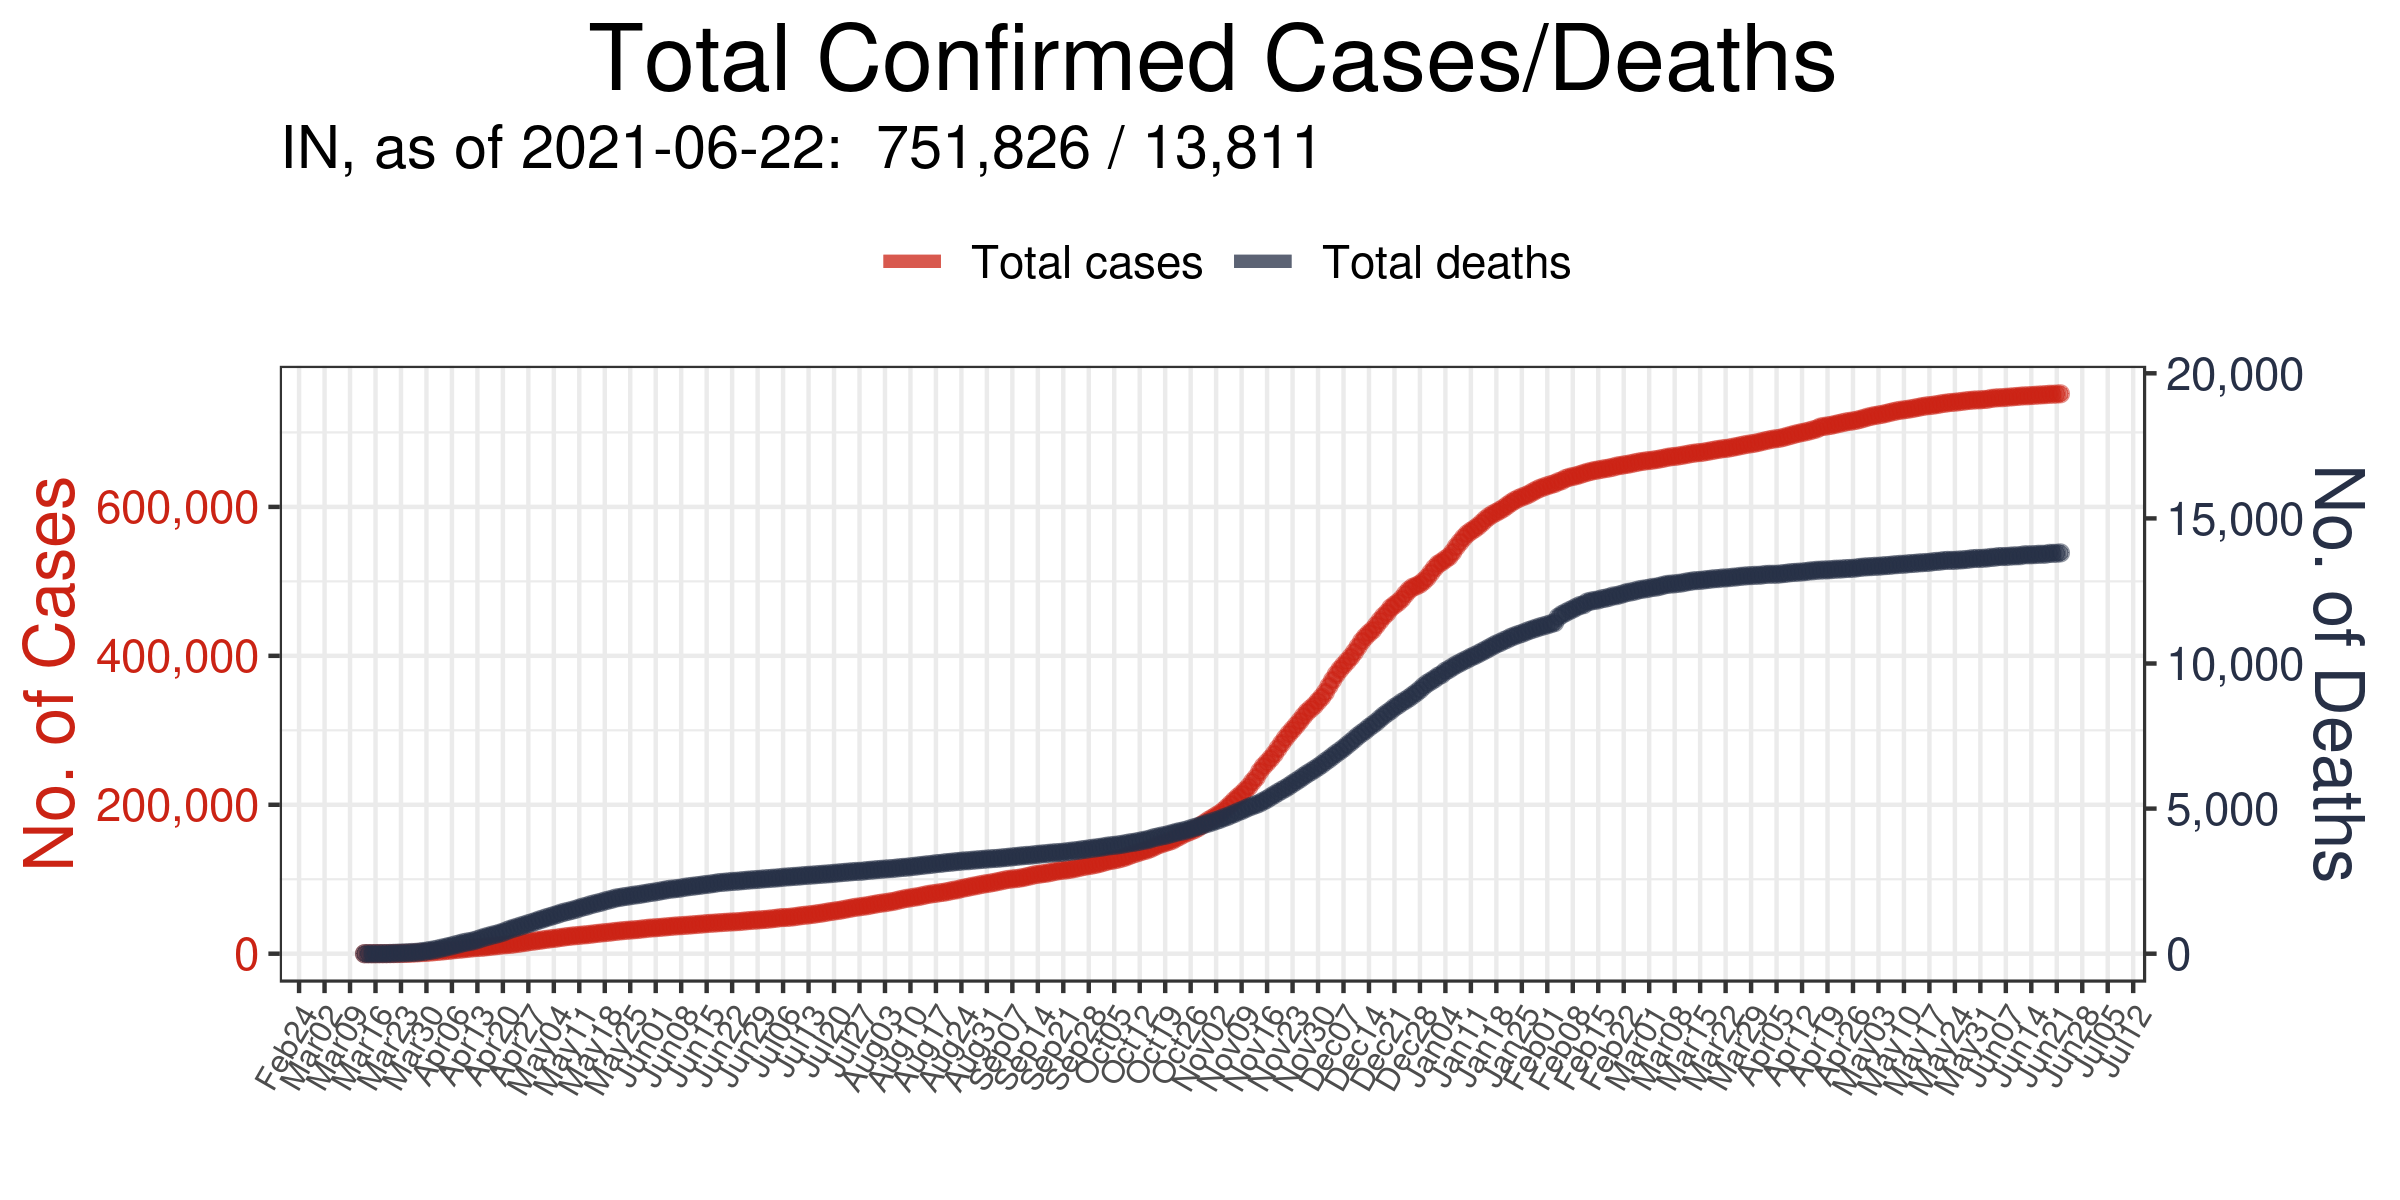 Total Confirmed Cases/Deaths
IN, as of 2021-06-22:  751,826 / 13,811
Total cases
Total deaths
No. of Cases
600,000
400,000
200,000
0
20,000
15,000
10,000
5,000
0
No. of Deaths
Feb24
Mar02
Mar09
Mar16
Mar23
Mar30
Apr06
Apr13
Apr20
Apr27
May04
May11
May18
May25
Jun01
Jun08
Jun15
Jun22
Jun29
Jul06
Jul13
Jul20
Jul27
Aug03
Aug10
Aug17
Aug24
Aug31
Sep07
Sep14
Sep21
Sep28
Oct05
Oct12
Oct19
Oct26
Nov02
Nov09
Nov16
Nov23
Nov30
Dec07
Dec14
Dec21
Dec28
Jan04
Jan11
Jan18
Jan25
Feb01
Feb08
Feb15
Feb22
Mar01
Mar08
Mar15
Mar22
Mar29
Apr05
Apr12
Apr19
Apr26
May03
May10
May17
May24
May31
Jun07
Jun14
Jun21
Jun28
Jul05
Jul12